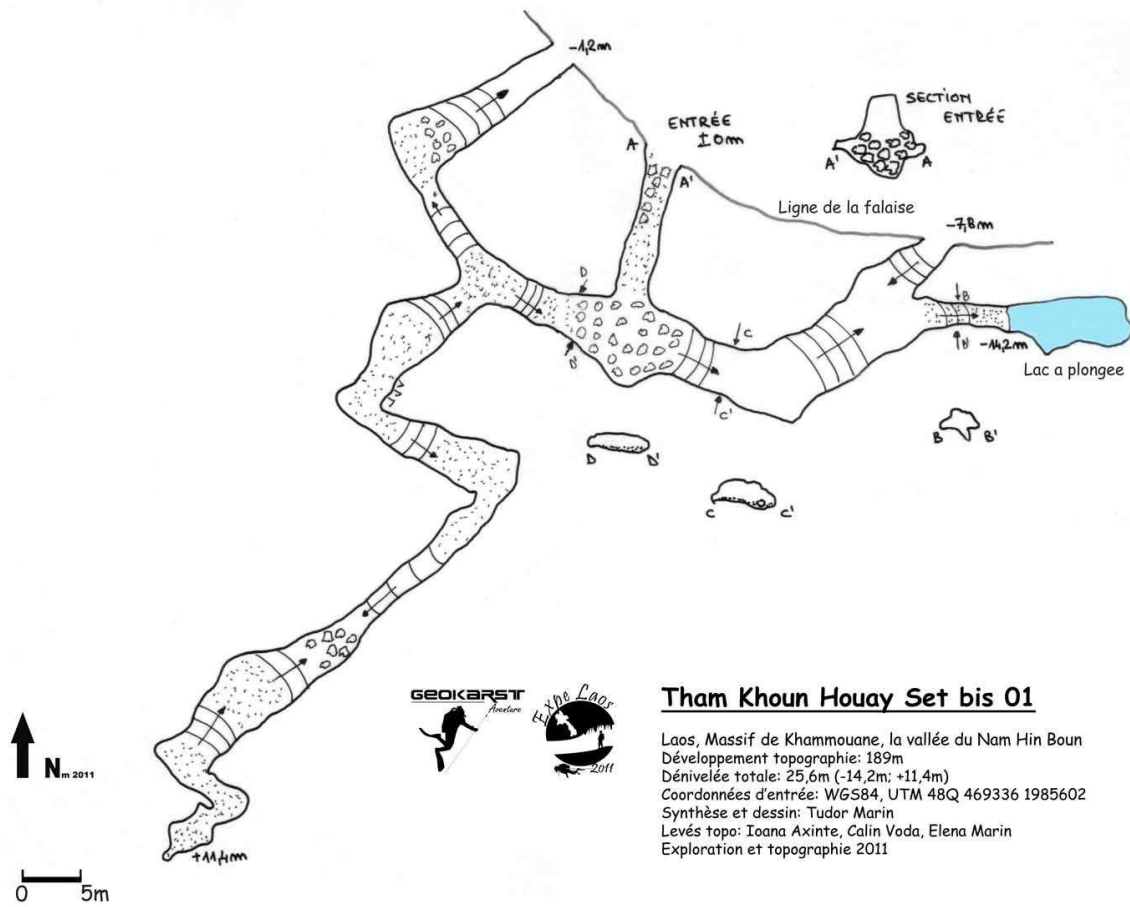 -1,2m
ENTRÉE
±0m
A
A'
SECTION
ENTRÉE
A'
A
Ligne de la falaise
-7,8m
D
D'
C
C'
B
B'
-14,2m
Lac a plongee
D
D'
C
C'
B
B'
+11,4m
N m 2011
0 5m
GEOKARST
Aventure
Expe Laos
2011
Tham Khoun Houay Set bis 01
Laos, Massif de Khammouane, la vallée du Nam Hin Boun
Développement topographie: 189m
Dénivelée totale: 25,6m (-14,2m; +11,4m)
Coordonnées d'entrée: WGS84, UTM 48Q 469336 1985602
Synthèse et dessin: Tudor Marin
Levés topo: Ioana Axinte, Calin Voda, Elena Marin
Exploration et topographie 2011